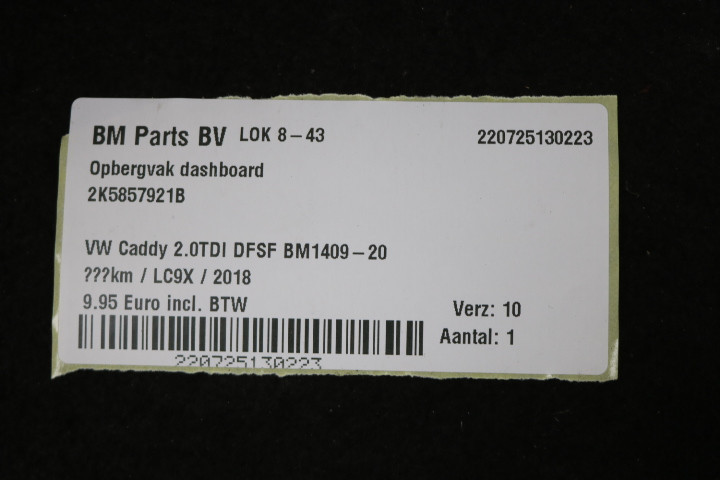 BM Parts BV LOK 8-43 220725130223
Opbergvak dashboard
2K5857921B
VW Caddy 2.0TDI DFSF BM1409-20
???km / LC9X / 2018
9.95 Euro incl. BTW
Verz: 10
Aantal: 1
220725130223